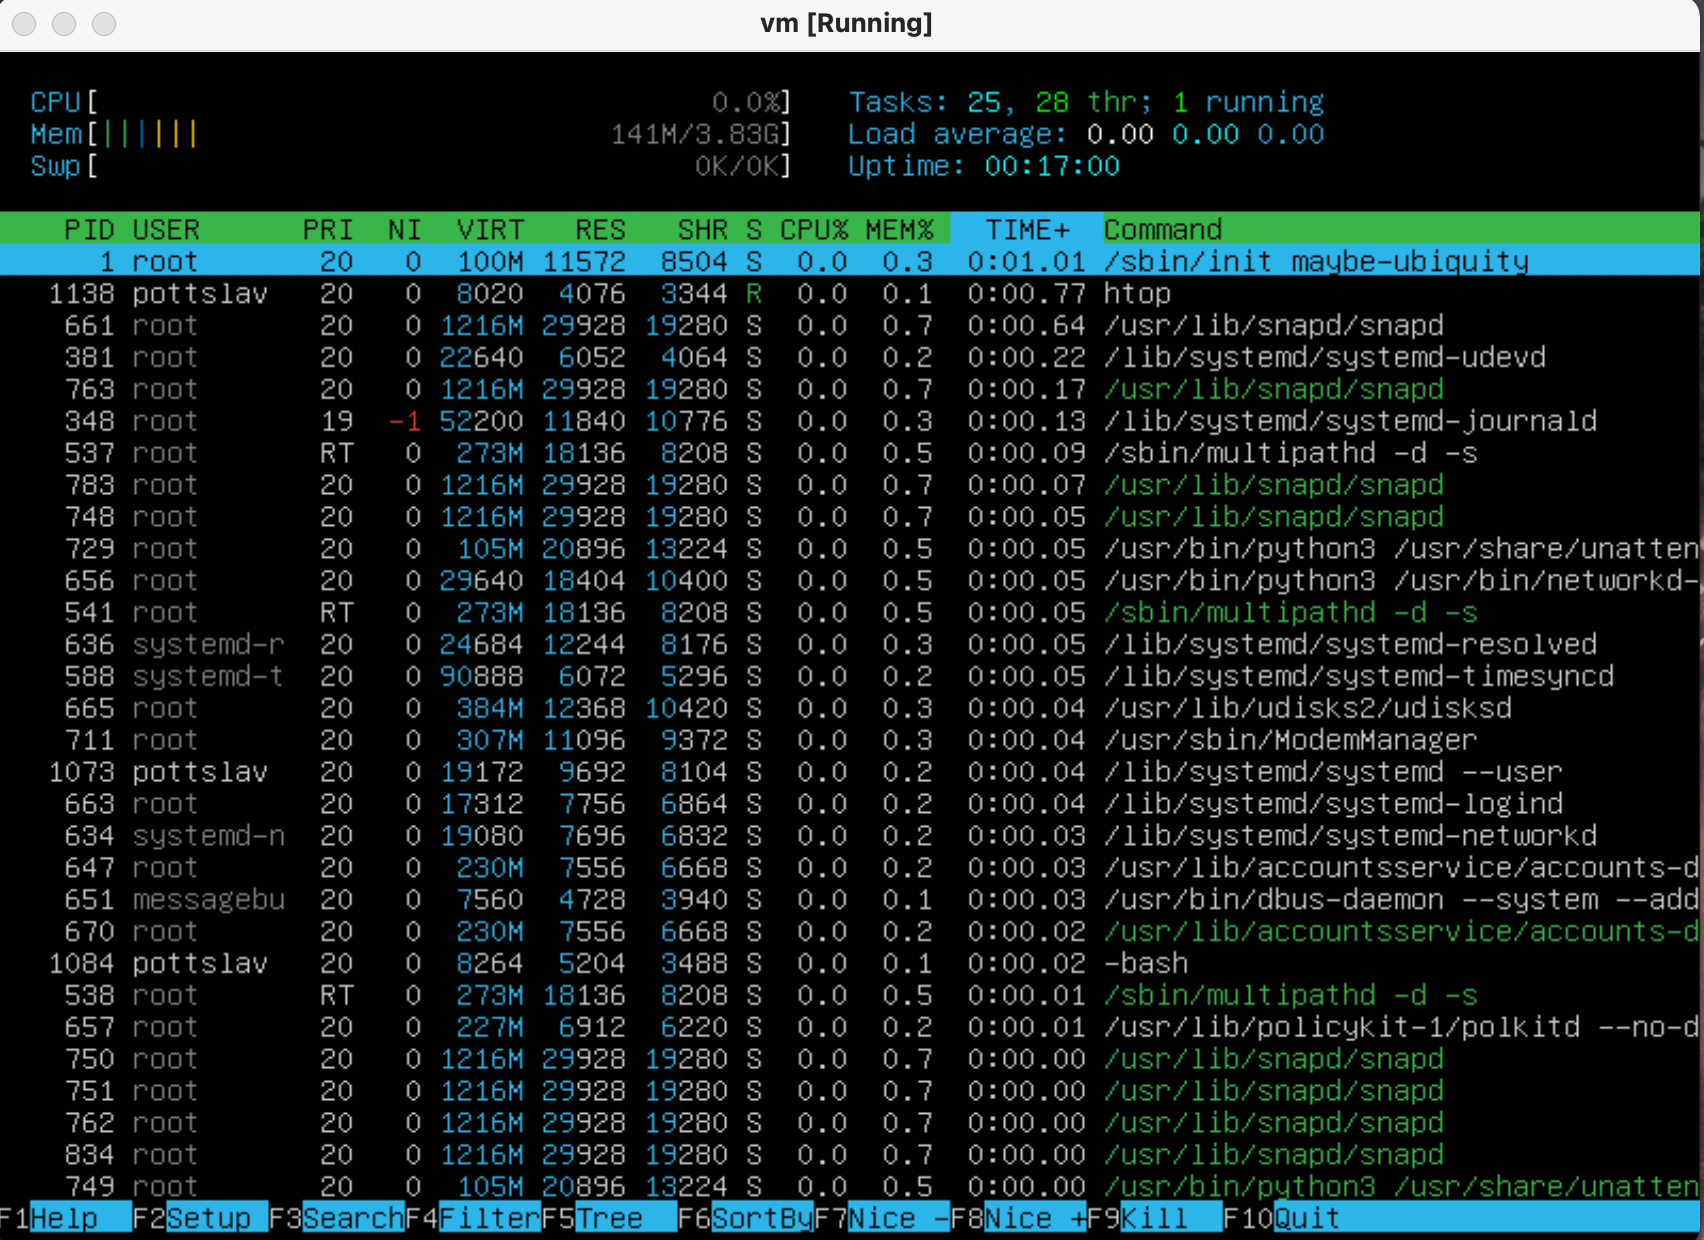 vm [Running]
CPU[ 0.0%] Tasks: 25, 28 thr; 1 running
Mem[||||||141M/3.83G] Load average: 0.00 0.00 0.00
Swp[ 0K/0K] Uptime: 00:17:00
PID USER PRI NI VIRT RES SHR S CPU% MEM% TIME+ Command
1 root 20 0 100M 11572 8504 S 0.0 0.3 0:01.01 /sbin/init maybe-ubiquity
1138 pottslav 20 0 8020 4076 3344 R 0.0 0.1 0:00.77 htop
661 root 20 0 1216M 29928 19280 S 0.0 0.7 0:00.64 /usr/lib/snapd/snapd
381 root 20 0 22640 6052 4064 S 0.0 0.2 0:00.22 /lib/systemd/systemd-udevd
763 root 20 0 1216M 29928 19280 S 0.0 0.7 0:00.17 /usr/lib/snapd/snapd
348 root 19 -1 52200 11840 10776 S 0.0 0.3 0:00.13 /lib/systemd/systemd-journald
537 root RT 0 273M 18136 8208 S 0.0 0.5 0:00.09 /sbin/multipathd -d -s
783 root 20 0 1216M 29928 19280 S 0.0 0.7 0:00.07 /usr/lib/snapd/snapd
748 root 20 0 1216M 29928 19280 S 0.0 0.7 0:00.05 /usr/lib/snapd/snapd
729 root 20 0 105M 20896 13224 S 0.0 0.5 0:00.05 /usr/bin/python3 /usr/share/unatten
656 root 20 0 29640 18404 10400 S 0.0 0.5 0:00.05 /usr/bin/python3 /usr/bin/networkd-
541 root RT 0 273M 18136 8208 S 0.0 0.5 0:00.05 /sbin/multipathd -d -s
636 systemd-r 20 0 24684 12244 8176 S 0.0 0.3 0:00.05 /lib/systemd/systemd-resolved
588 systemd-t 20 0 90888 6072 5296 S 0.0 0.2 0:00.05 /lib/systemd/systemd-timesyncd
665 root 20 0 384M 12368 10420 S 0.0 0.3 0:00.04 /usr/lib/udisks2/udisksd
711 root 20 0 307M 11096 9372 S 0.0 0.3 0:00.04 /usr/sbin/ModemManager
1073 pottslav 20 0 19172 9692 8104 S 0.0 0.2 0:00.04 /lib/systemd/systemd --user
663 root 20 0 17312 7756 6864 S 0.0 0.2 0:00.04 /lib/systemd/systemd-logind
634 systemd-n 20 0 19080 7696 6832 S 0.0 0.2 0:00.03 /lib/systemd/systemd-networkd
647 root 20 0 230M 7556 6668 S 0.0 0.2 0:00.03 /usr/lib/accountsservice/accounts-d
651 messagebu 20 0 7560 4728 3940 S 0.0 0.1 0:00.03 /usr/bin/dbus-daemon --system --add
670 root 20 0 230M 7556 6668 S 0.0 0.2 0:00.02 /usr/lib/accountsservice/accounts-d
1084 pottslav 20 0 8264 5204 3488 S 0.0 0.1 0:00.02 -bash
538 root RT 0 273M 18136 8208 S 0.0 0.5 0:00.01 /sbin/multipathd -d -s
657 root 20 0 227M 6912 6220 S 0.0 0.2 0:00.01 /usr/lib/policykit-1/polkitd --no-d
750 root 20 0 1216M 29928 19280 S 0.0 0.7 0:00.00 /usr/lib/snapd/snapd
751 root 20 0 1216M 29928 19280 S 0.0 0.7 0:00.00 /usr/lib/snapd/snapd
762 root 20 0 1216M 29928 19280 S 0.0 0.7 0:00.00 /usr/lib/snapd/snapd
834 root 20 0 1216M 29928 19280 S 0.0 0.7 0:00.00 /usr/lib/snapd/snapd
749 root 20 0 105M 20896 13224 S 0.0 0.5 0:00.00 /usr/bin/python3 /usr/share/unatten
F1Help F2Setup F3SearchF4FilterF5Tree F6SortByF7Nice -F8Nice +F9Kill F10Quit